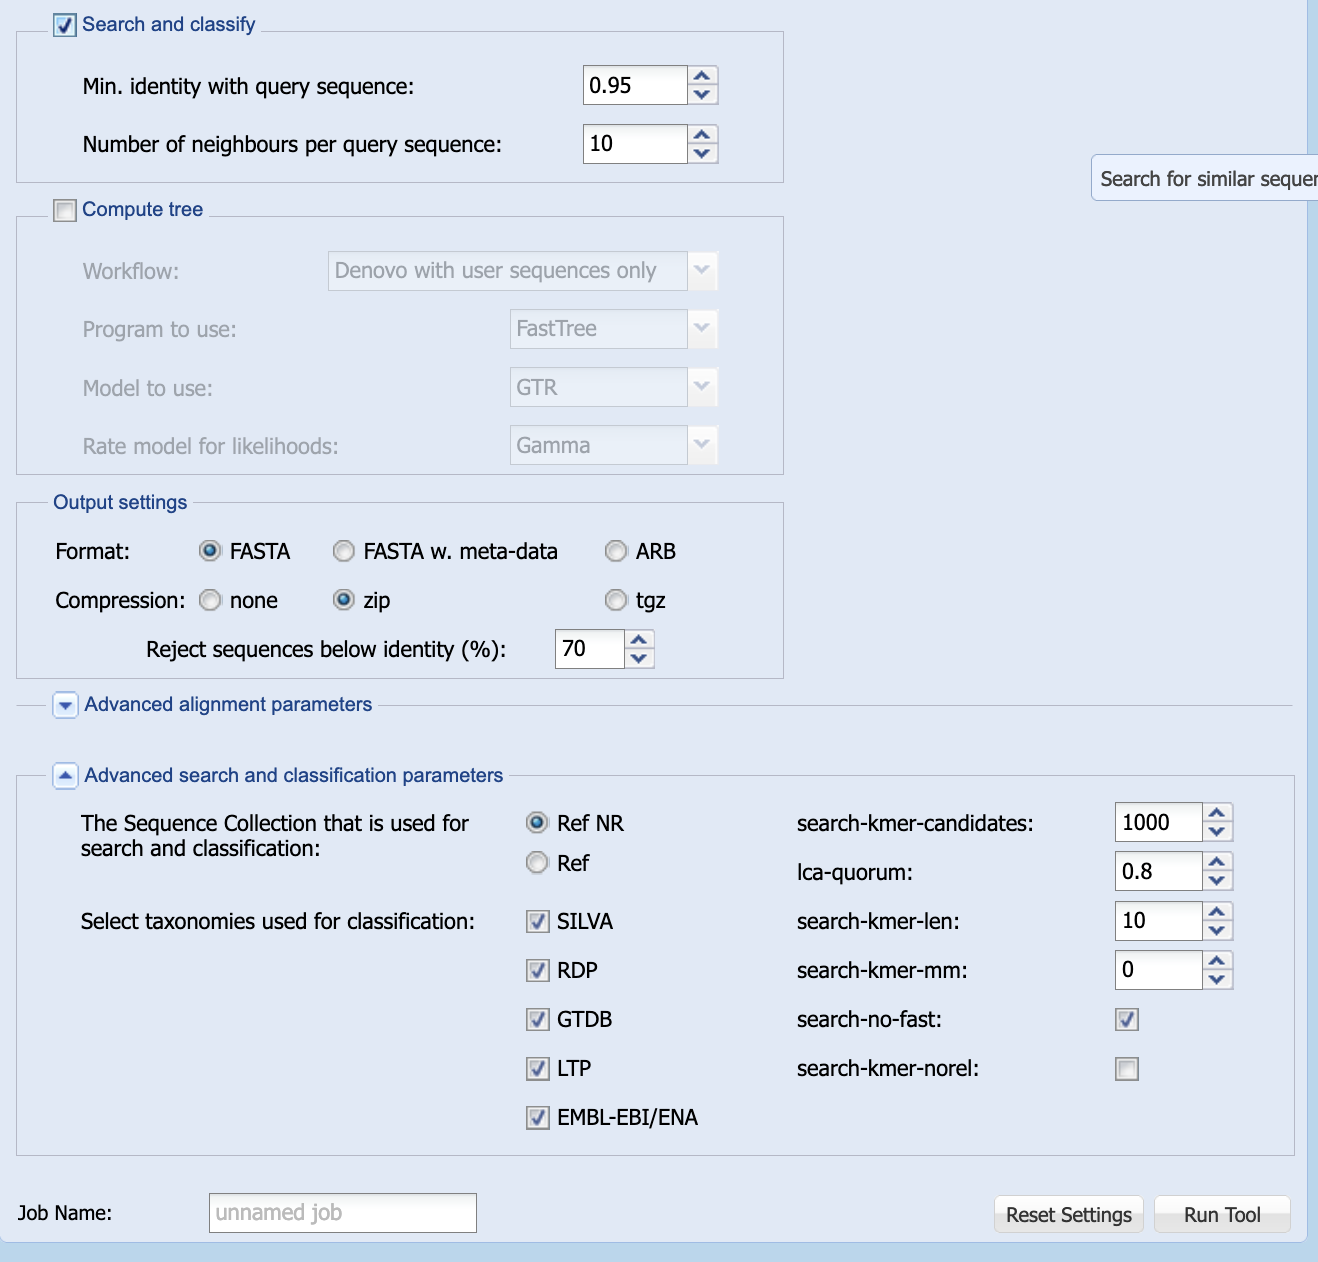 Search and classify
Min. identity with query sequence: 0.95
Number of neighbours per query sequence: 10
Search for similar
Compute tree
Workflow: Denovo with user sequences only
Program to use: FastTree
Model to use: GTR
Rate model for likelihoods: Gamma
Output settings
Format: FASTA FASTA w. meta-data ARB
Compression: none zip tgz
Reject sequences below identity (%): 70
Advanced alignment parameters
Advanced search and classification parameters
The Sequence Collection that is used for
search and classification:
Ref NR
Ref
Select taxonomies used for classification:
SILVA
RDP
GTDB
LTP
EMBL-EBI/ENA
search-kmer-candidates: 1000
lca-quorum: 0.8
search-kmer-len: 10
search-kmer-mm: 0
search-no-fast:
search-kmer-norel:
Job Name: unnamed job
Reset Settings Run Tool